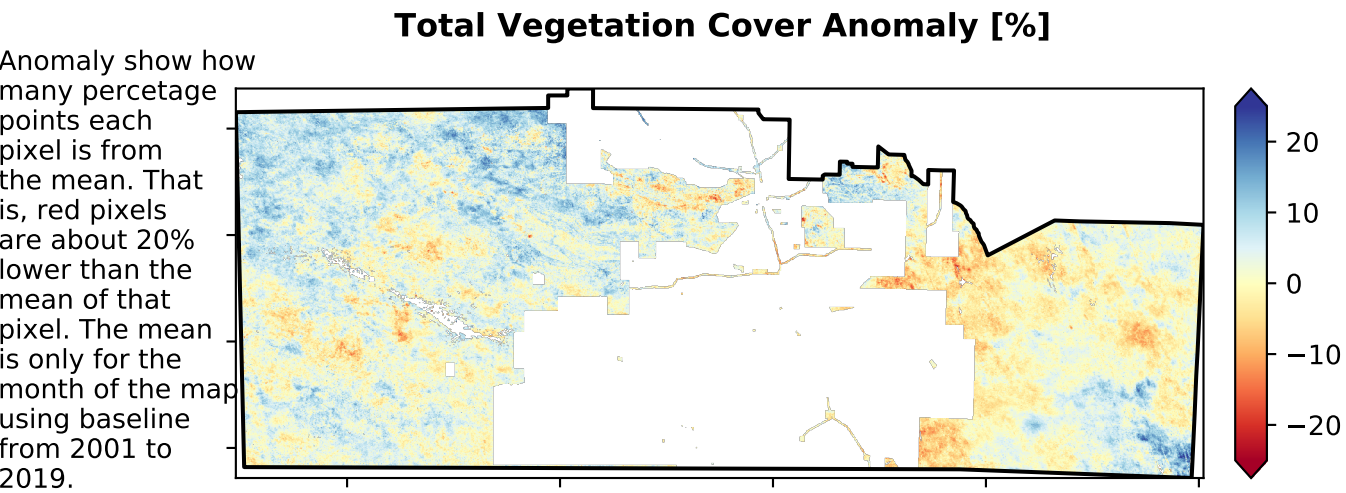 Total Vegetation Cover Anomaly [%]
Anomaly show how
many percetage
points each
pixel is from
the mean. That
is, red pixels
are about 20%
lower than the
mean of that
pixel. The mean
is only for the
month of the map
using baseline
from 2001 to
2019.
20
10
0
−10
−20